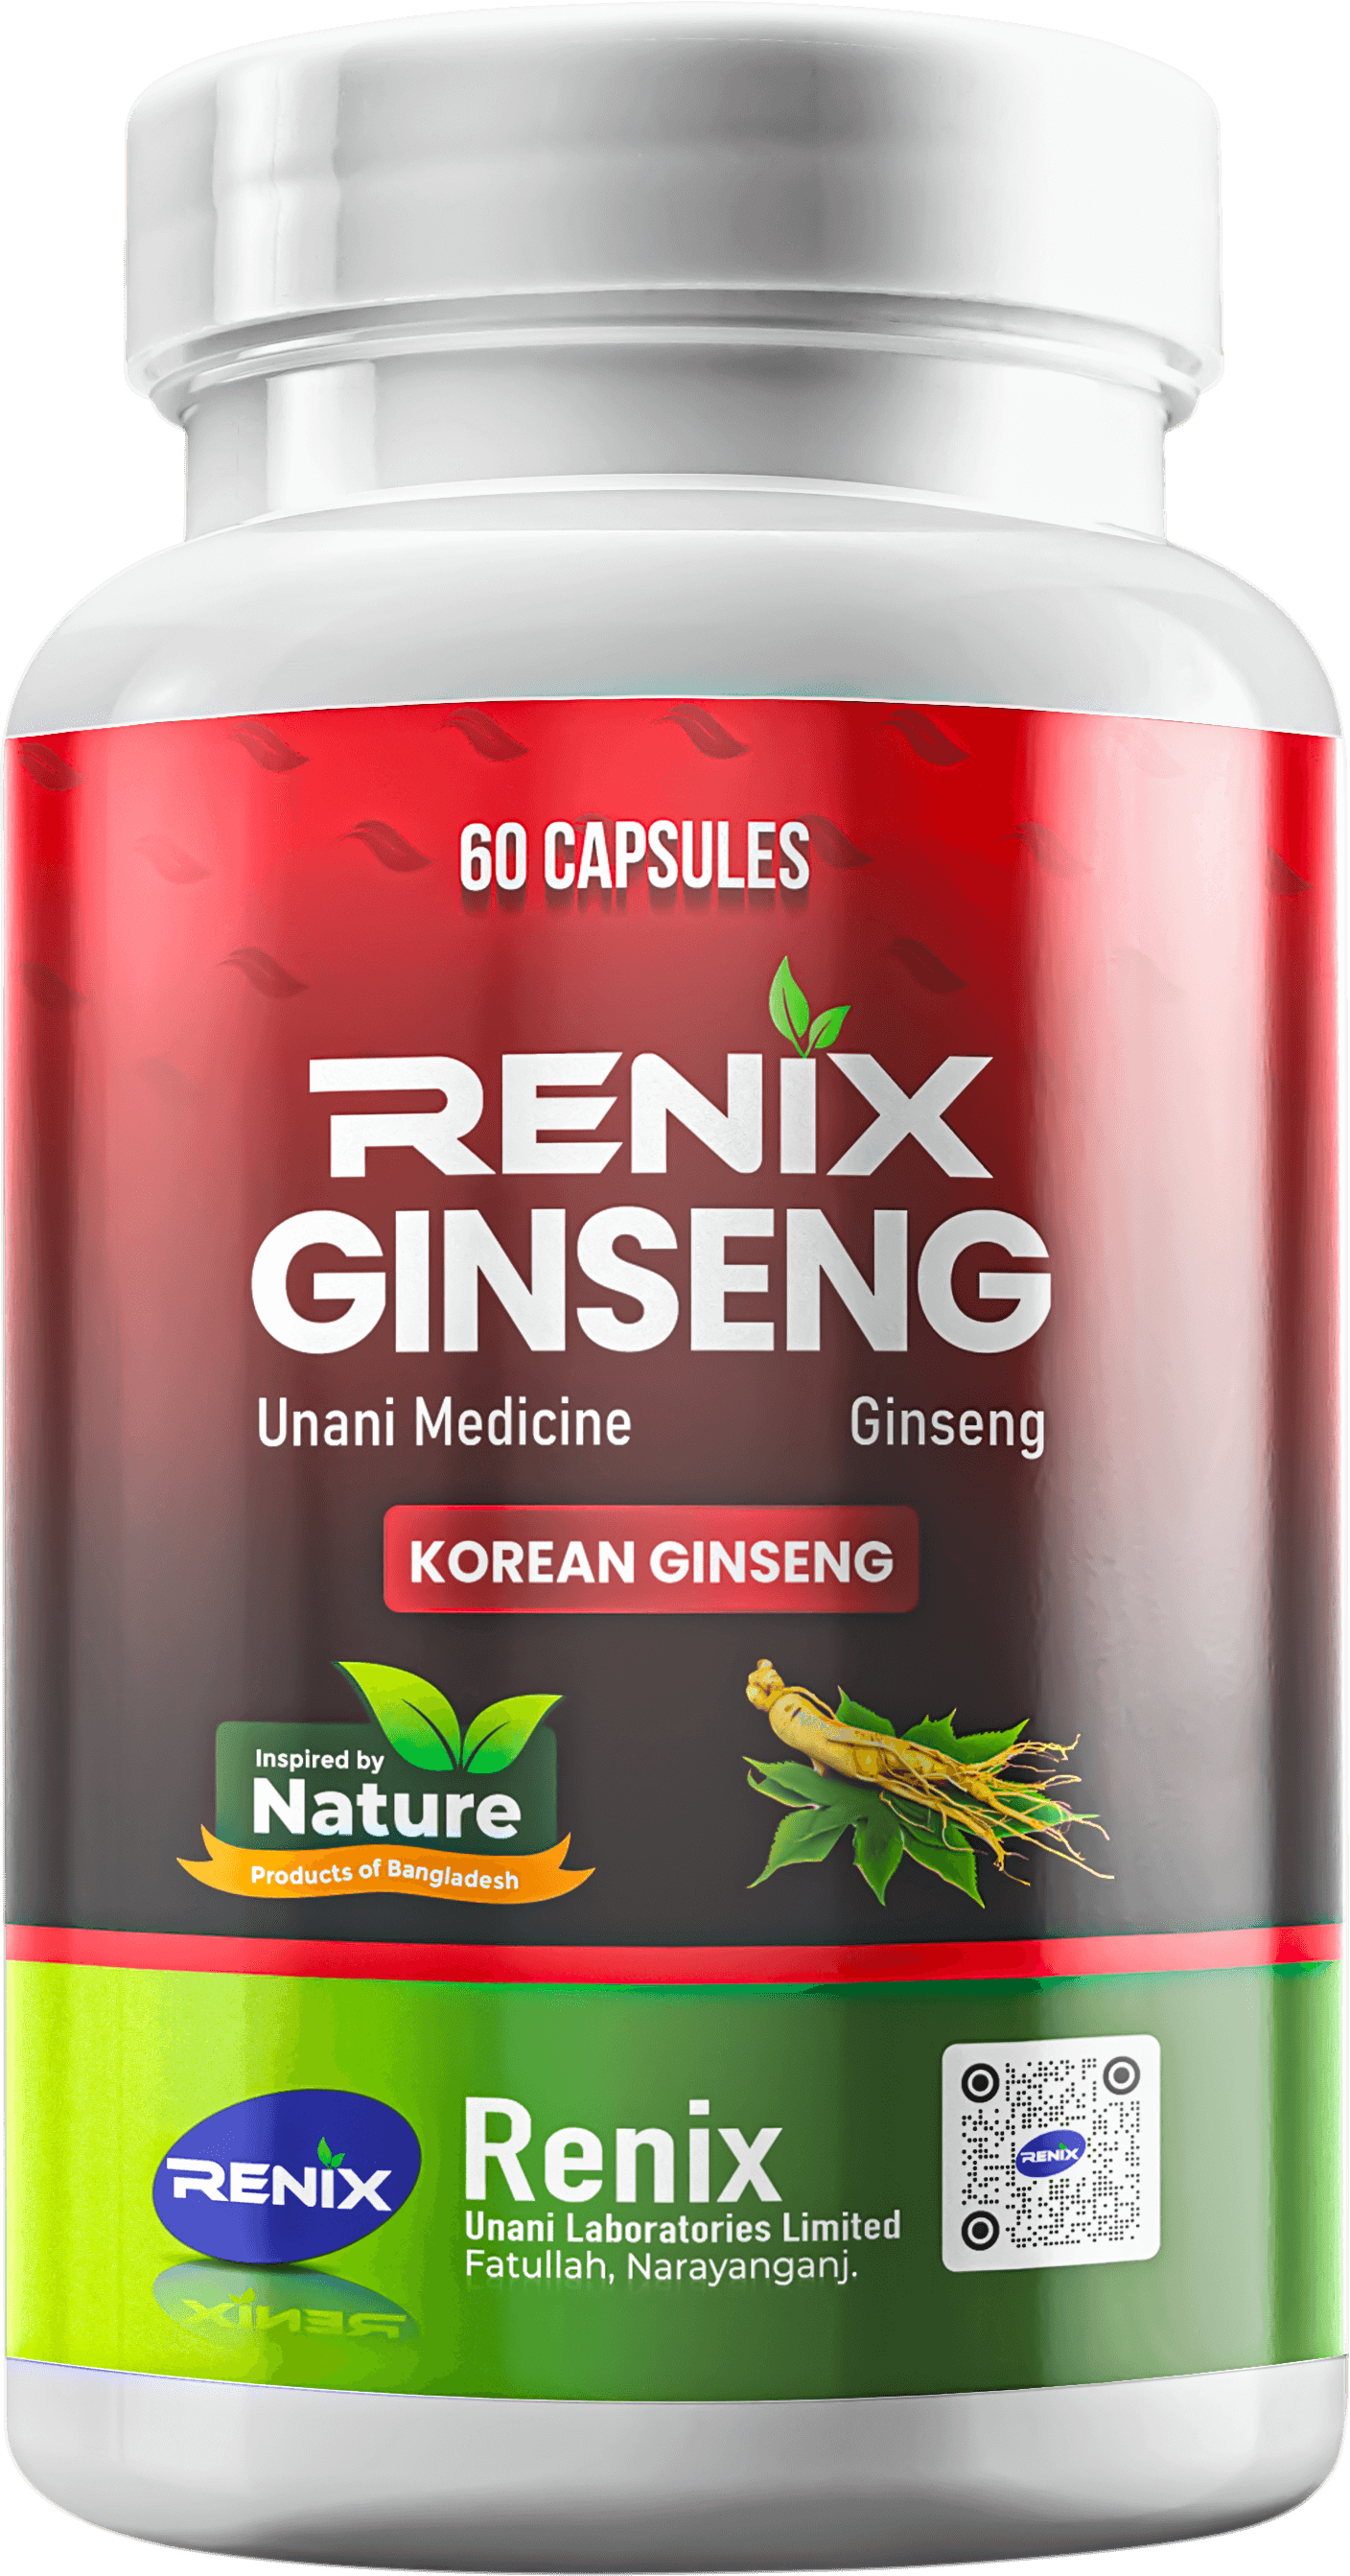 60 CAPSULES
RENIX
GINSENG
Unani Medicine Ginseng
KOREAN GINSENG
Inspired by
Nature
Products of Bangladesh
RENIX
Renix
Unani Laboratories Limited
Fatullah, Narayanganj.
RENIX
RENIX